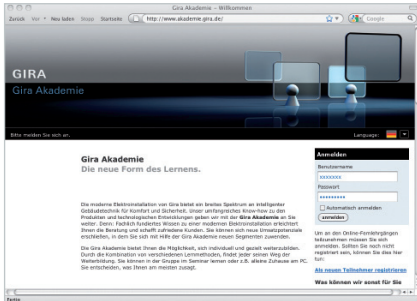 Gira Akademie – Willkommen
Zurück Vor Neu laden Stopp Startseite http://www.akademie.gira.de/ Google
GIRA
Gira Akademie
Bitte melden Sie sich an.
Language:
Gira Akademie
Die neue Form des Lernens.
Die moderne Elektroinstallation von Gira bietet ein breites Spektrum an intelligenter
Gebäudetechnik für Komfort und Sicherheit. Unser umfangreiches Know-how zu den
Produkten und technologischen Entwicklungen geben wir mit der Gira Akademie an Sie
weiter. Denn: Fachlich fundiertes Wissen zu einer modernen Elektroinstallation erleichtert
Ihnen die Beratung und schafft zufriedene Kunden. Sie können sich neue Umsatzpotenziale
erschließen, in dem Sie sich mit Hilfe der Gira Akademie neuen Segmenten zuwenden.
Die Gira Akademie bietet Ihnen die Möglichkeit, sich individuell und gezielt weiterzubilden.
Durch die Kombination von verschiedenen Lernmethoden, findet jeder seinen Weg der
Weiterbildung. Sie können in der Gruppe im Seminar lernen oder z.B. alleine Zuhause am PC.
Sie entscheiden, was Ihnen am meisten zusagt.
Anmelden
Benutzername
xxxxxxx
Passwort
xxxxxxxx
Automatisch anmelden
anmelden
Um an den Online-Fernlehrgängen
teilzunehmen müssen Sie sich
anmelden. Sollten Sie noch nicht
registriert sein, können Sie dies hier
tun:
Als neuen Teilnehmer registrieren
Was können wir sonst für Sie
Fertig